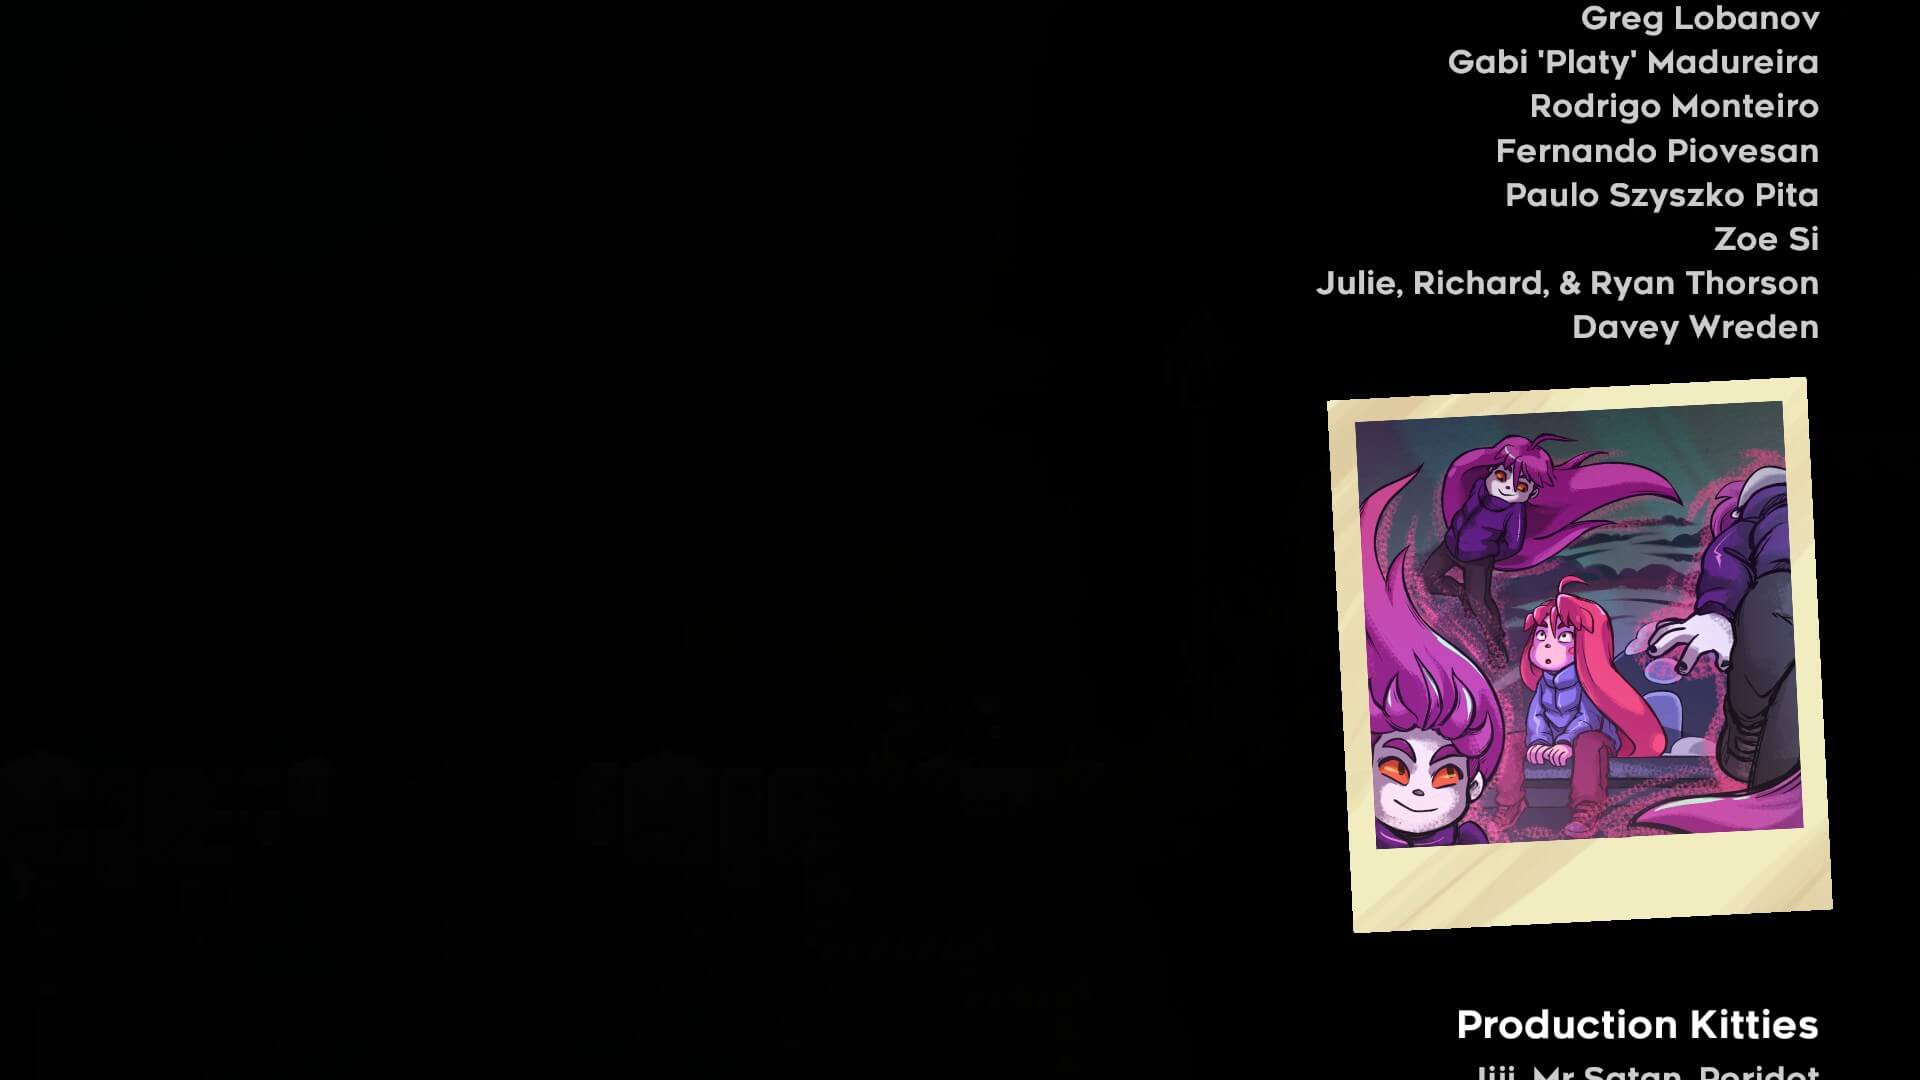 Greg Lobanov
Gabi 'Platy' Madureira
Rodrigo Monteiro
Fernando Piovesan
Paulo Szyszko Pita
Zoe Si
Julie, Richard, & Ryan Thorson
Davey Wreden
Production Kitties
Jiji, Mr Satan, Peridot